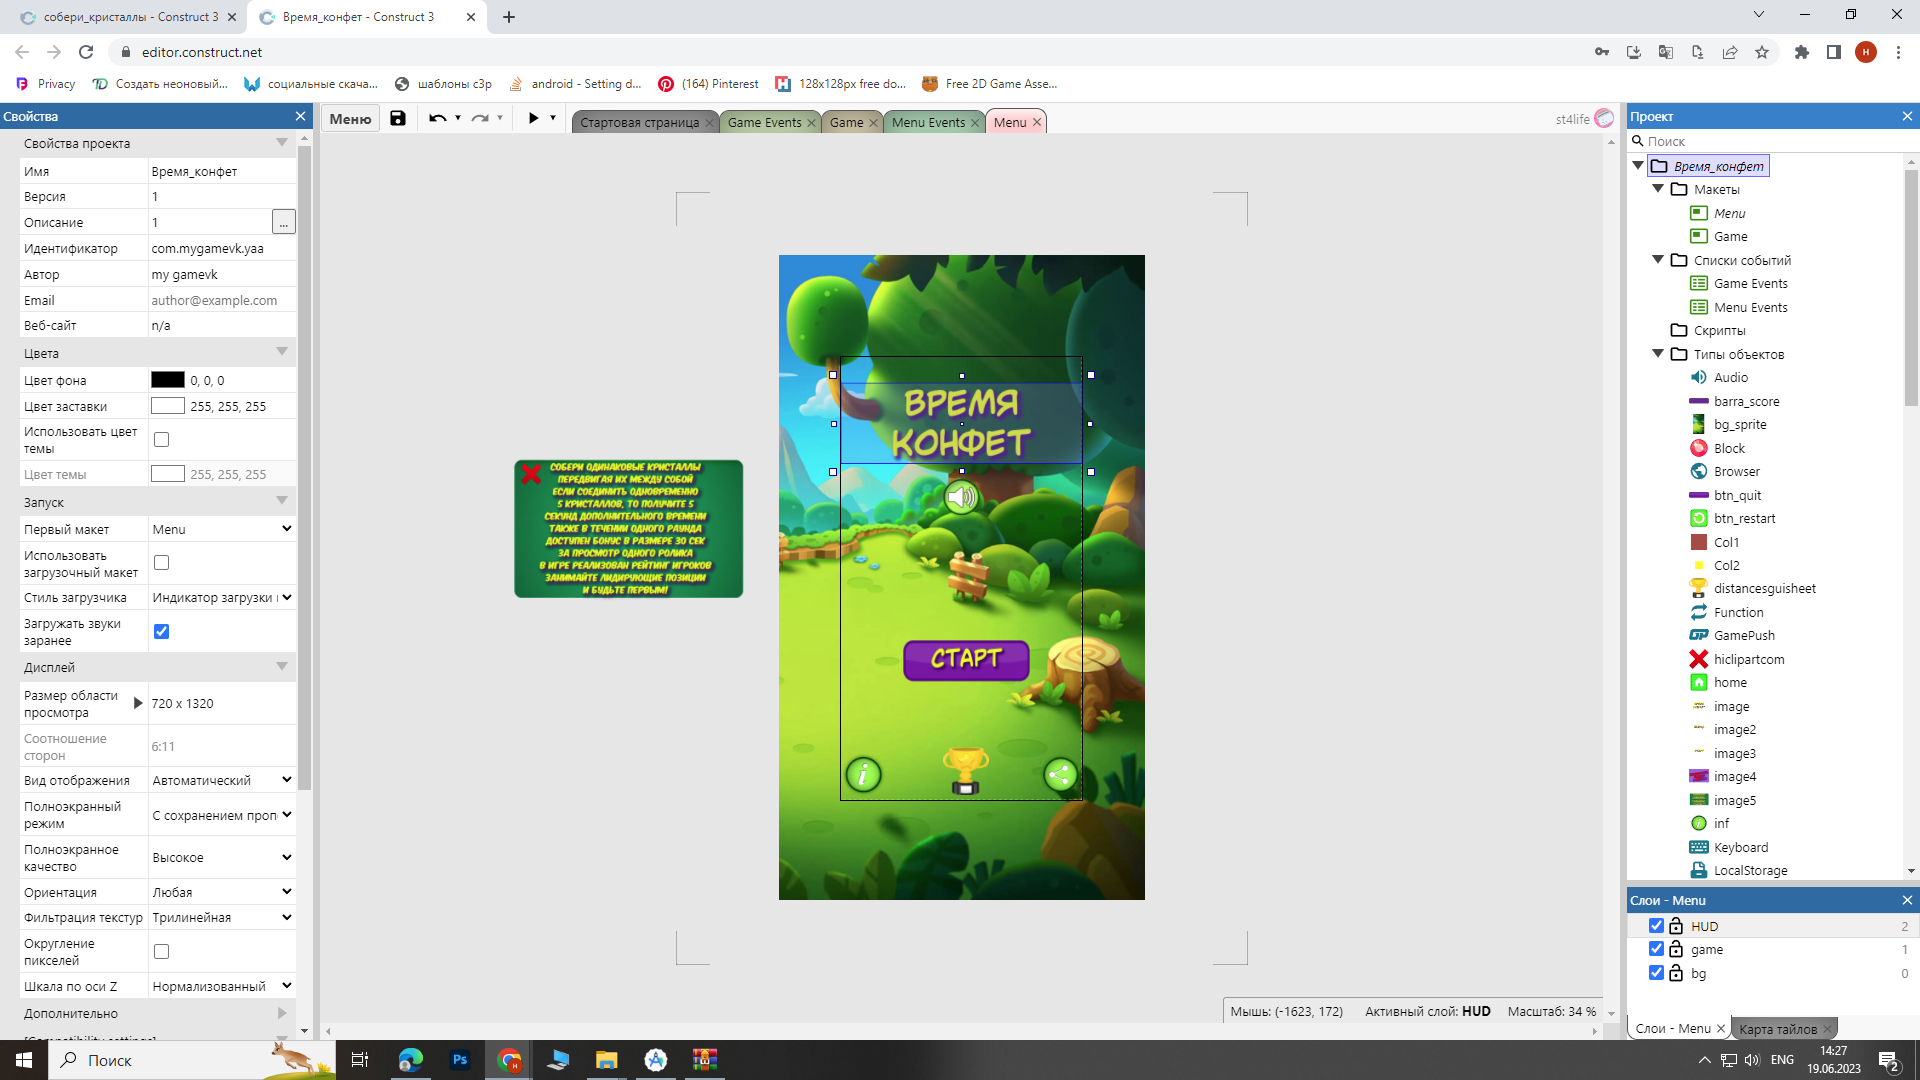 собери_кристаллы - Construct 3
Время_конфет - Construct 3
editor.construct.net
Privacy
Создать неоновый...
социальные скача...
шаблоны с3р
android - Setting d...
(164) Pinterest
128x128px free do...
Free 2D Game Asse...
Свойства
Свойства проекта
Имя Время_конфет
Версия 1
Описание 1 ...
Идентификатор com.mygamevk.yaa
Автор my gamevk
Email author@example.com
Веб-сайт n/a
Цвета
Цвет фона 0, 0, 0
Цвет заставки 255, 255, 255
Использовать цвет
темы
Цвет темы 255, 255, 255
Запуск
Первый макет Menu
Использовать
загрузочный макет
Стиль загрузчика Индикатор загрузки
Загружать звуки
заранее
Дисплей
Размер области
просмотра 720 x 1320
Соотношение
сторон 6:11
Вид отображения Автоматический
Полноэкранный
режим С сохранением проп
Полноэкранное
качество Высокое
Ориентация Любая
Фильтрация текстур Трилинейная
Округление
пикселей
Шкала по оси Z Нормализованный
Дополнительно
Меню
Стартовая страница
Game Events
Game
Menu Events
Menu
st4life
СОБЕРИ ОДИНАКОВЫЕ КРИСТАЛЛЫ
ПЕРЕДВИГАЯ ИХ МЕЖДУ СОБОЙ
ЕСЛИ СОЕДИНИТЬ ОДНОВРЕМЕННО
5 КРИСТАЛЛОВ, ТО ПОЛУЧИТЕ 5
СЕКУНД ДОПОЛНИТЕЛЬНОГО ВРЕМЕНИ
ТАКЖЕ В ТЕЧЕНИИ ОДНОГО РАУНДА
ДОСТУПЕН БОНУС В РАЗМЕРЕ 30 СЕК
ЗА ПРОСМОТР ОДНОГО РОЛИКА
В ИГРЕ РЕАЛИЗОВАН РЕЙТИНГ ИГРОКОВ
ЗАНИМАЙТЕ ЛИДИРУЮЩИЕ ПОЗИЦИИ
И БУДЬТЕ ПЕРВЫМ!
ВРЕМЯ
КОНФЕТ
СТАРТ
i
Мышь: (-1623, 172) Активный слой: HUD Масштаб: 34 %
Проект
Поиск
Время_конфет
Макеты
Menu
Game
Списки событий
Game Events
Menu Events
Скрипты
Типы объектов
Audio
barra_score
bg_sprite
Block
Browser
btn_quit
btn_restart
Col1
Col2
distancesguisheet
Function
GamePush
hiclipartcom
home
image
image2
image3
image4
image5
inf
Keyboard
LocalStorage
Слои - Menu
HUD 2
game 1
bg 0
Слои - Menu
Карта тайлов
Поиск
Ps
ENG
14:27
19.06.2023
2